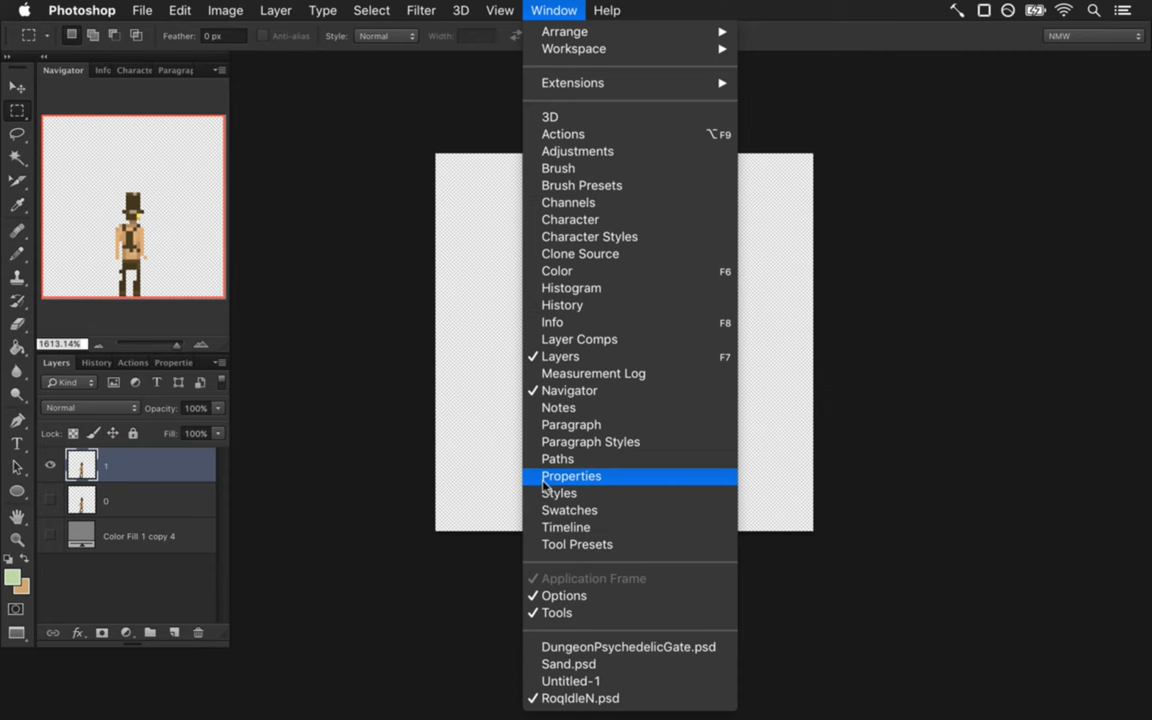 Photoshop File Edit Image Layer Type Select Filter 3D View Window Help
Feather: 0 px Anti-alias Style: Normal Width: NMW
Navigator Info Characte Paragrap
1613.14%
Layers History Actions Propertie
Kind
Normal Opacity: 100%
Lock: Fill: 100%
1
0
Color Fill 1 copy 4
Arrange
Workspace
Extensions
3D
Actions ⌥F9
Adjustments
Brush
Brush Presets
Channels
Character
Character Styles
Clone Source
Color F6
Histogram
History
Info F8
Layer Comps
Layers F7
Measurement Log
Navigator
Notes
Paragraph
Paragraph Styles
Paths
Properties
Styles
Swatches
Timeline
Tool Presets
Application Frame
Options
Tools
DungeonPsychedelicGate.psd
Sand.psd
Untitled-1
RoqIdleN.psd